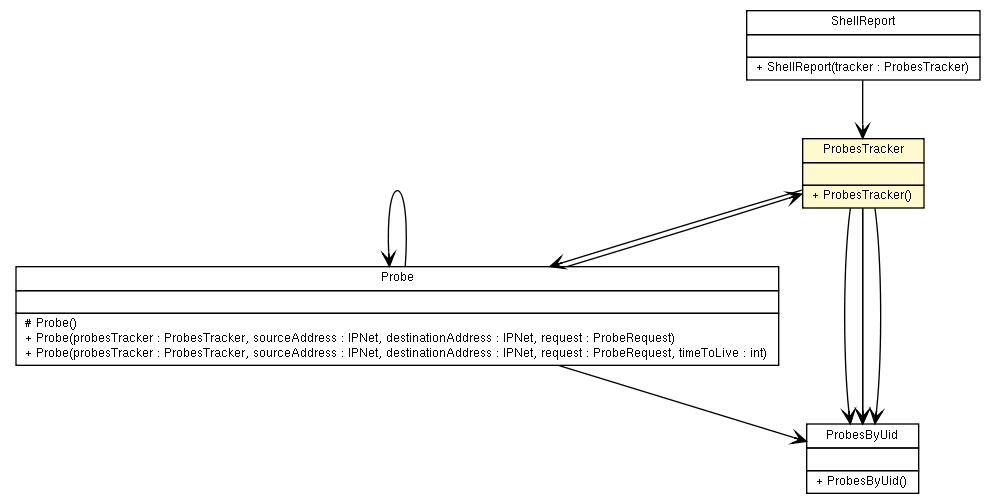 ShellReport
+ ShellReport(tracker : ProbesTracker)
ProbesTracker
+ ProbesTracker()
Probe
# Probe()
+ Probe(probesTracker : ProbesTracker, sourceAddress : IPNet, destinationAddress : IPNet, request : ProbeRequest)
+ Probe(probesTracker : ProbesTracker, sourceAddress : IPNet, destinationAddress : IPNet, request : ProbeRequest, timeToLive : int)
ProbesByUid
+ ProbesByUid()